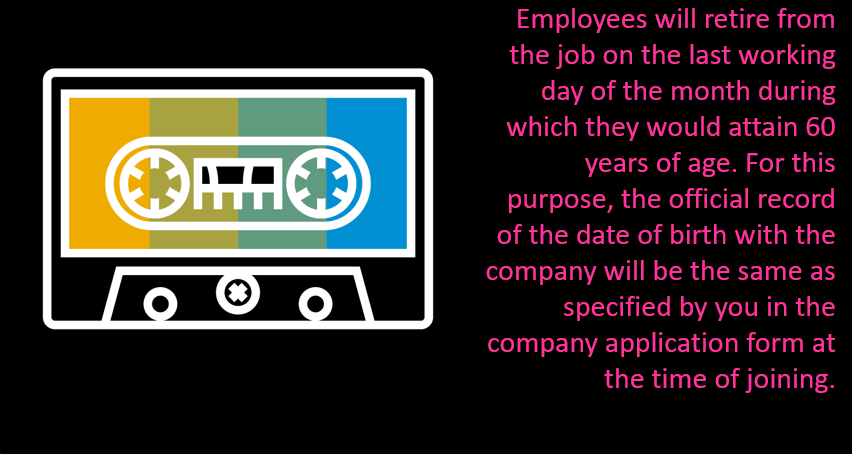 Employees will retire from
the job on the last working
day of the month during
which they would attain 60
years of age. For this
purpose, the official record
of the date of birth with the
company will be the same as
specified by you in the
company application form at
the time of joining.